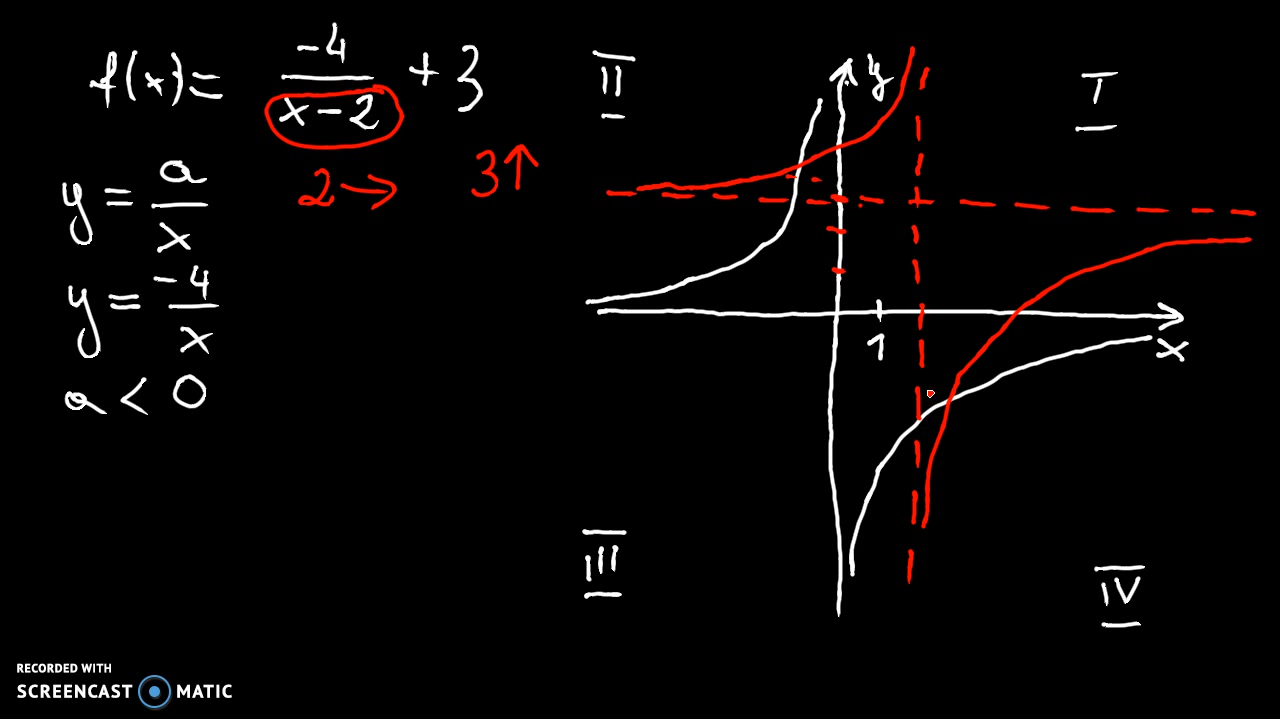 f(x) = -4/(x-2) + 3
2→ 3↑
y = a/x
y = -4/x
a < 0
II
I
y
1
x
III
IV
RECORDED WITH
SCREENCAST MATIC